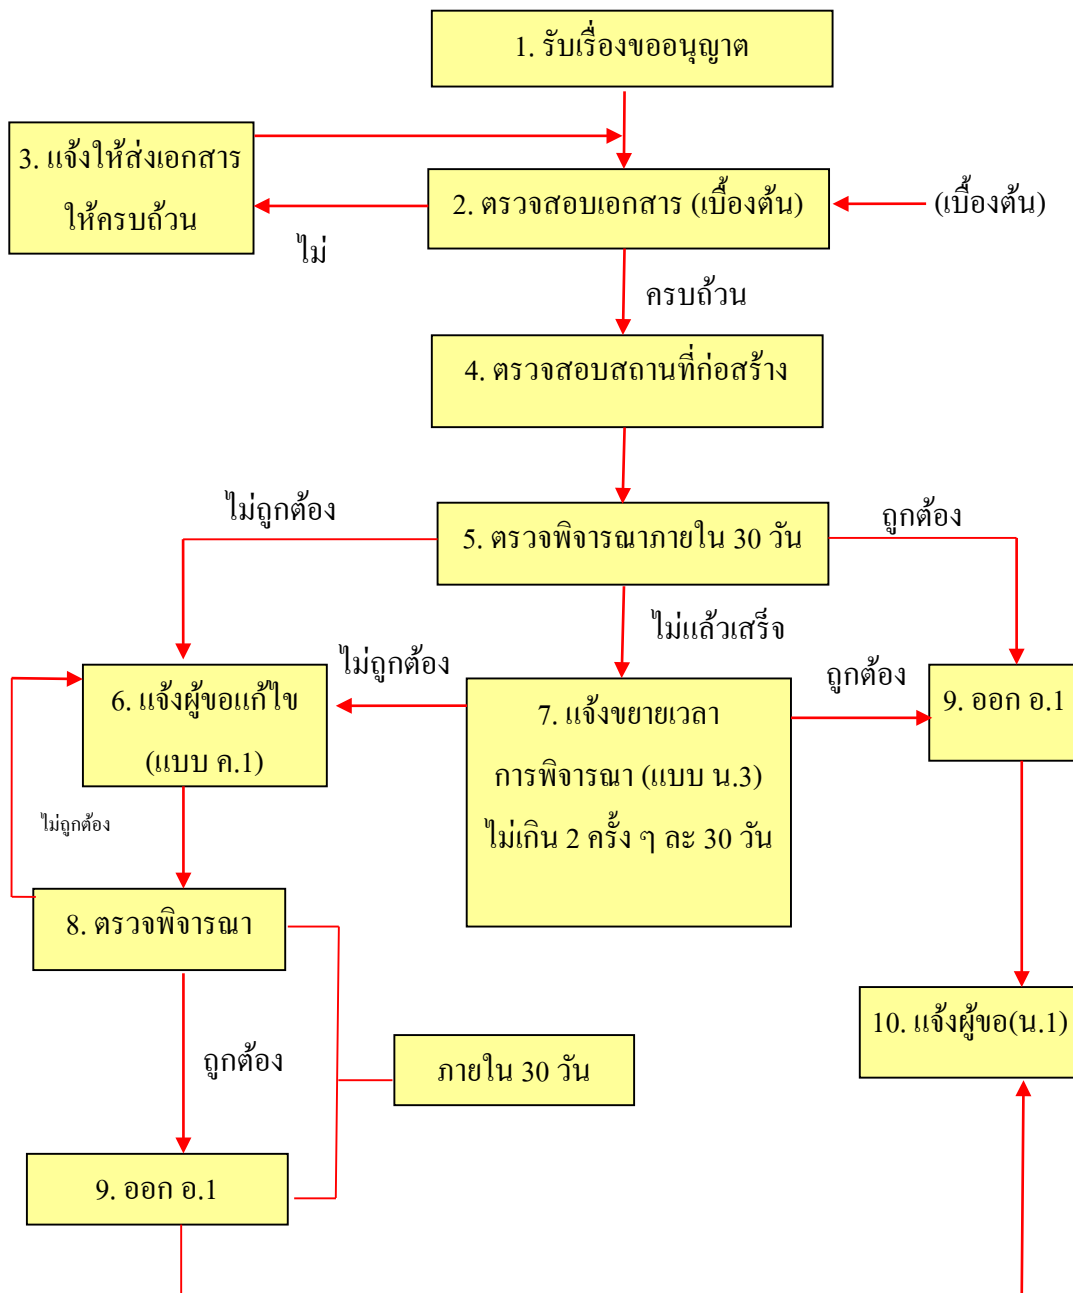 1. รับเรื่องขออนุญาต
3. แจ้งให้ส่งเอกสาร
ให้ครบถ้วน
2. ตรวจสอบเอกสาร (เบื้องต้น)
(เบื้องต้น)
ไม่
ครบถ้วน
4. ตรวจสอบสถานที่ก่อสร้าง
ไม่ถูกต้อง
5. ตรวจพิจารณาภายใน 30 วัน
ถูกต้อง
ไม่แล้วเสร็จ
ไม่ถูกต้อง
ถูกต้อง
6. แจ้งผู้ขอแก้ไข
(แบบ ค.1)
7. แจ้งขยายเวลา
การพิจารณา (แบบ น.3)
ไม่เกิน 2 ครั้ง ๆ ละ 30 วัน
9. ออก อ.1
ไม่ถูกต้อง
8. ตรวจพิจารณา
10. แจ้งผู้ขอ(น.1)
ถูกต้อง
ภายใน 30 วัน
9. ออก อ.1